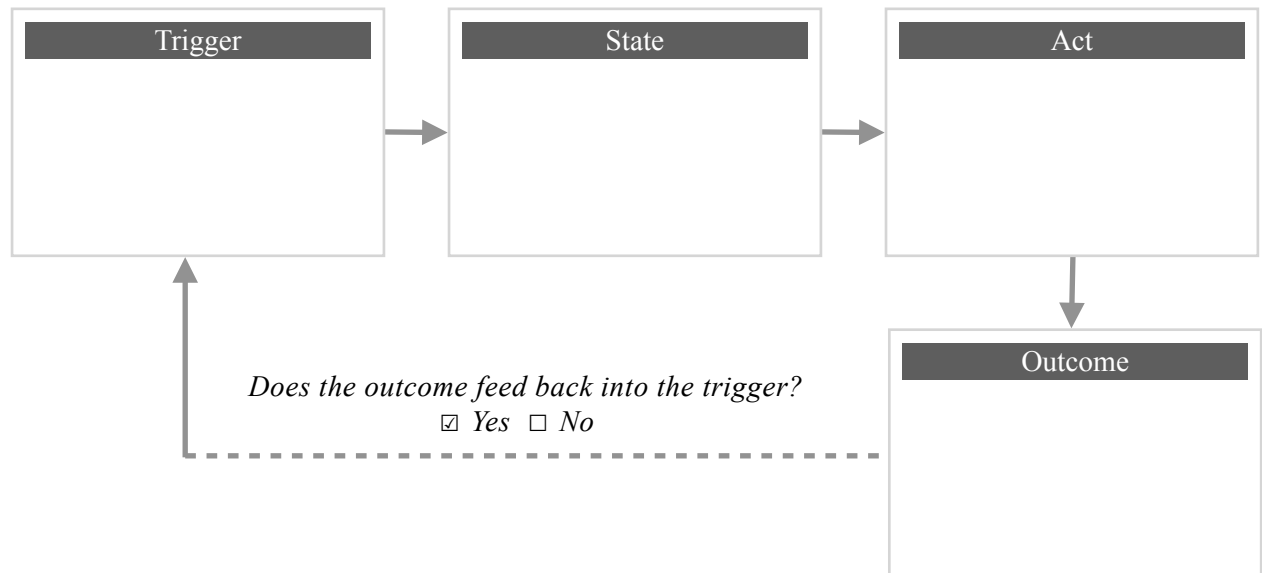 Trigger
State
Act
Outcome
Does the outcome feed back into the trigger?
☑ Yes ☐ No